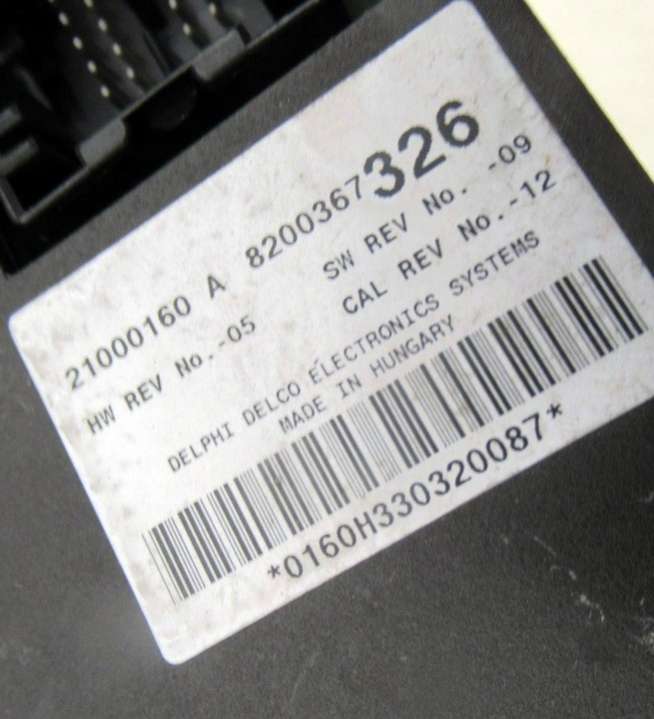 21000160 A 8200367326
HW REV No.-05 SW REV No. -09
CAL REV No.-12
DELPHI DELCO ELECTRONICS SYSTEMS
MADE IN HUNGARY
*0160H330320087*